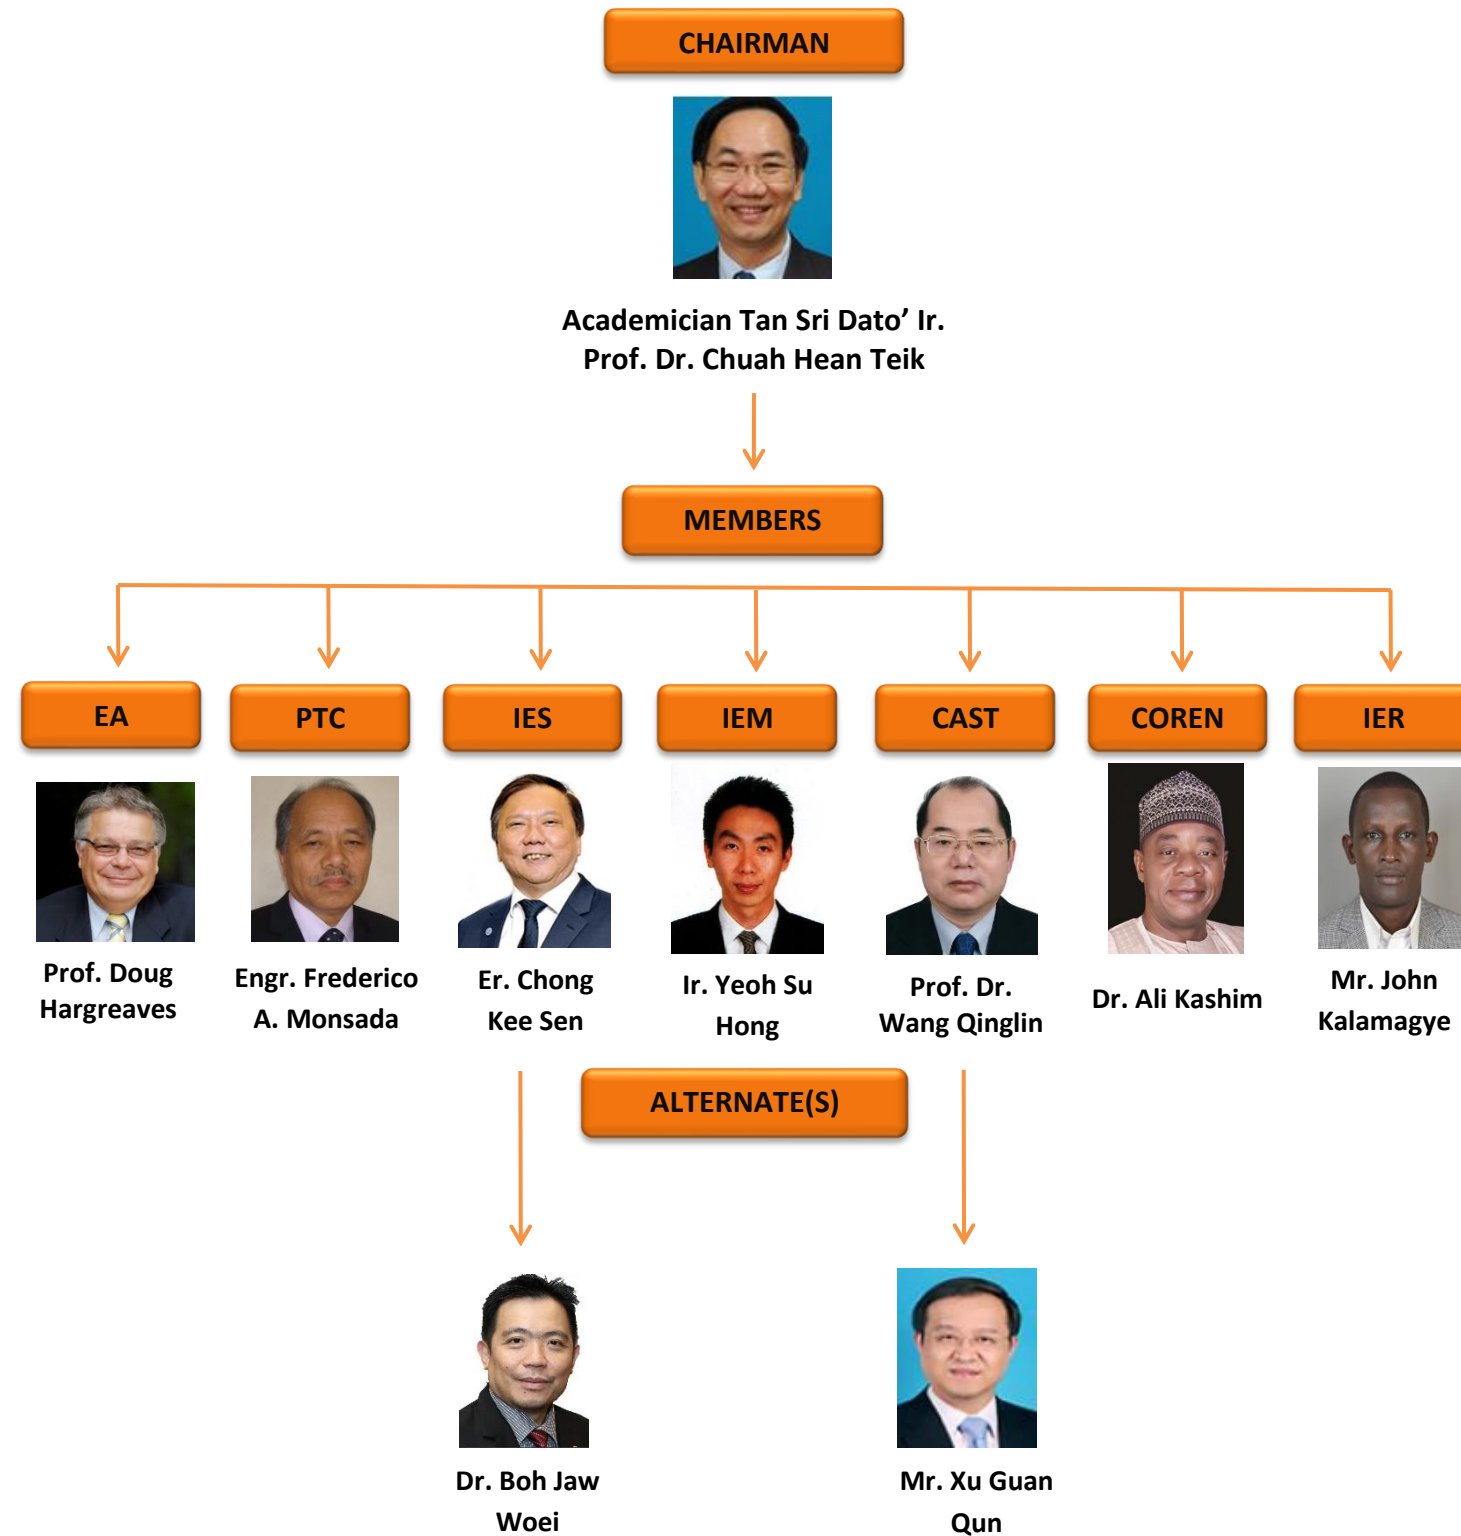 CHAIRMAN
Academician Tan Sri Dato’ Ir.
Prof. Dr. Chuah Hean Teik
MEMBERS
EA
PTC
IES
IEM
CAST
COREN
IER
Prof. Doug
Hargreaves
Engr. Frederico
A. Monsada
Er. Chong
Kee Sen
Ir. Yeoh Su
Hong
Prof. Dr.
Wang Qinglin
Dr. Ali Kashim
Mr. John
Kalamagye
ALTERNATE(S)
Dr. Boh Jaw
Woei
Mr. Xu Guan
Qun